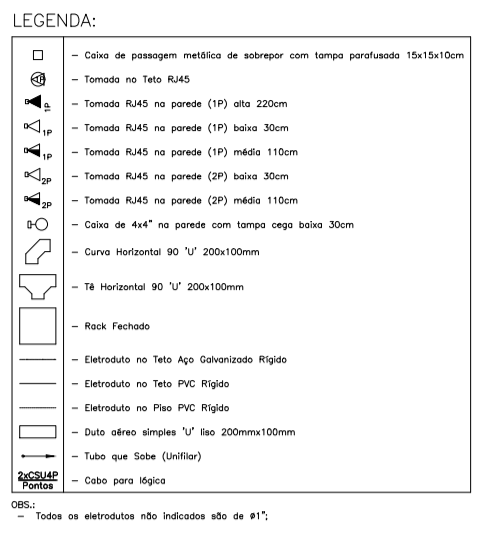 LEGENDA:
– Caixa de passagem metálica de sobrepor com tampa parafusada 15x15x10cm
– Tomada no Teto RJ45
1P – Tomada RJ45 na parede (1P) alta 220cm
1P – Tomada RJ45 na parede (1P) baixa 30cm
1P – Tomada RJ45 na parede (1P) média 110cm
2P – Tomada RJ45 na parede (2P) baixa 30cm
2P – Tomada RJ45 na parede (2P) média 110cm
– Caixa de 4x4" na parede com tampa cega baixa 30cm
– Curva Horizontal 90 'U' 200x100mm
– Tê Horizontal 90 'U' 200x100mm
– Rack Fechado
– Eletroduto no Teto Aço Galvanizado Rígido
– Eletroduto no Teto PVC Rígido
– Eletroduto no Piso PVC Rígido
– Duto aéreo simples 'U' liso 200mmx100mm
– Tubo que Sobe (Unifilar)
2xCSU4P
Pontos
– Cabo para lógica
OBS.:
– Todos os eletrodutos não indicados são de ø1";